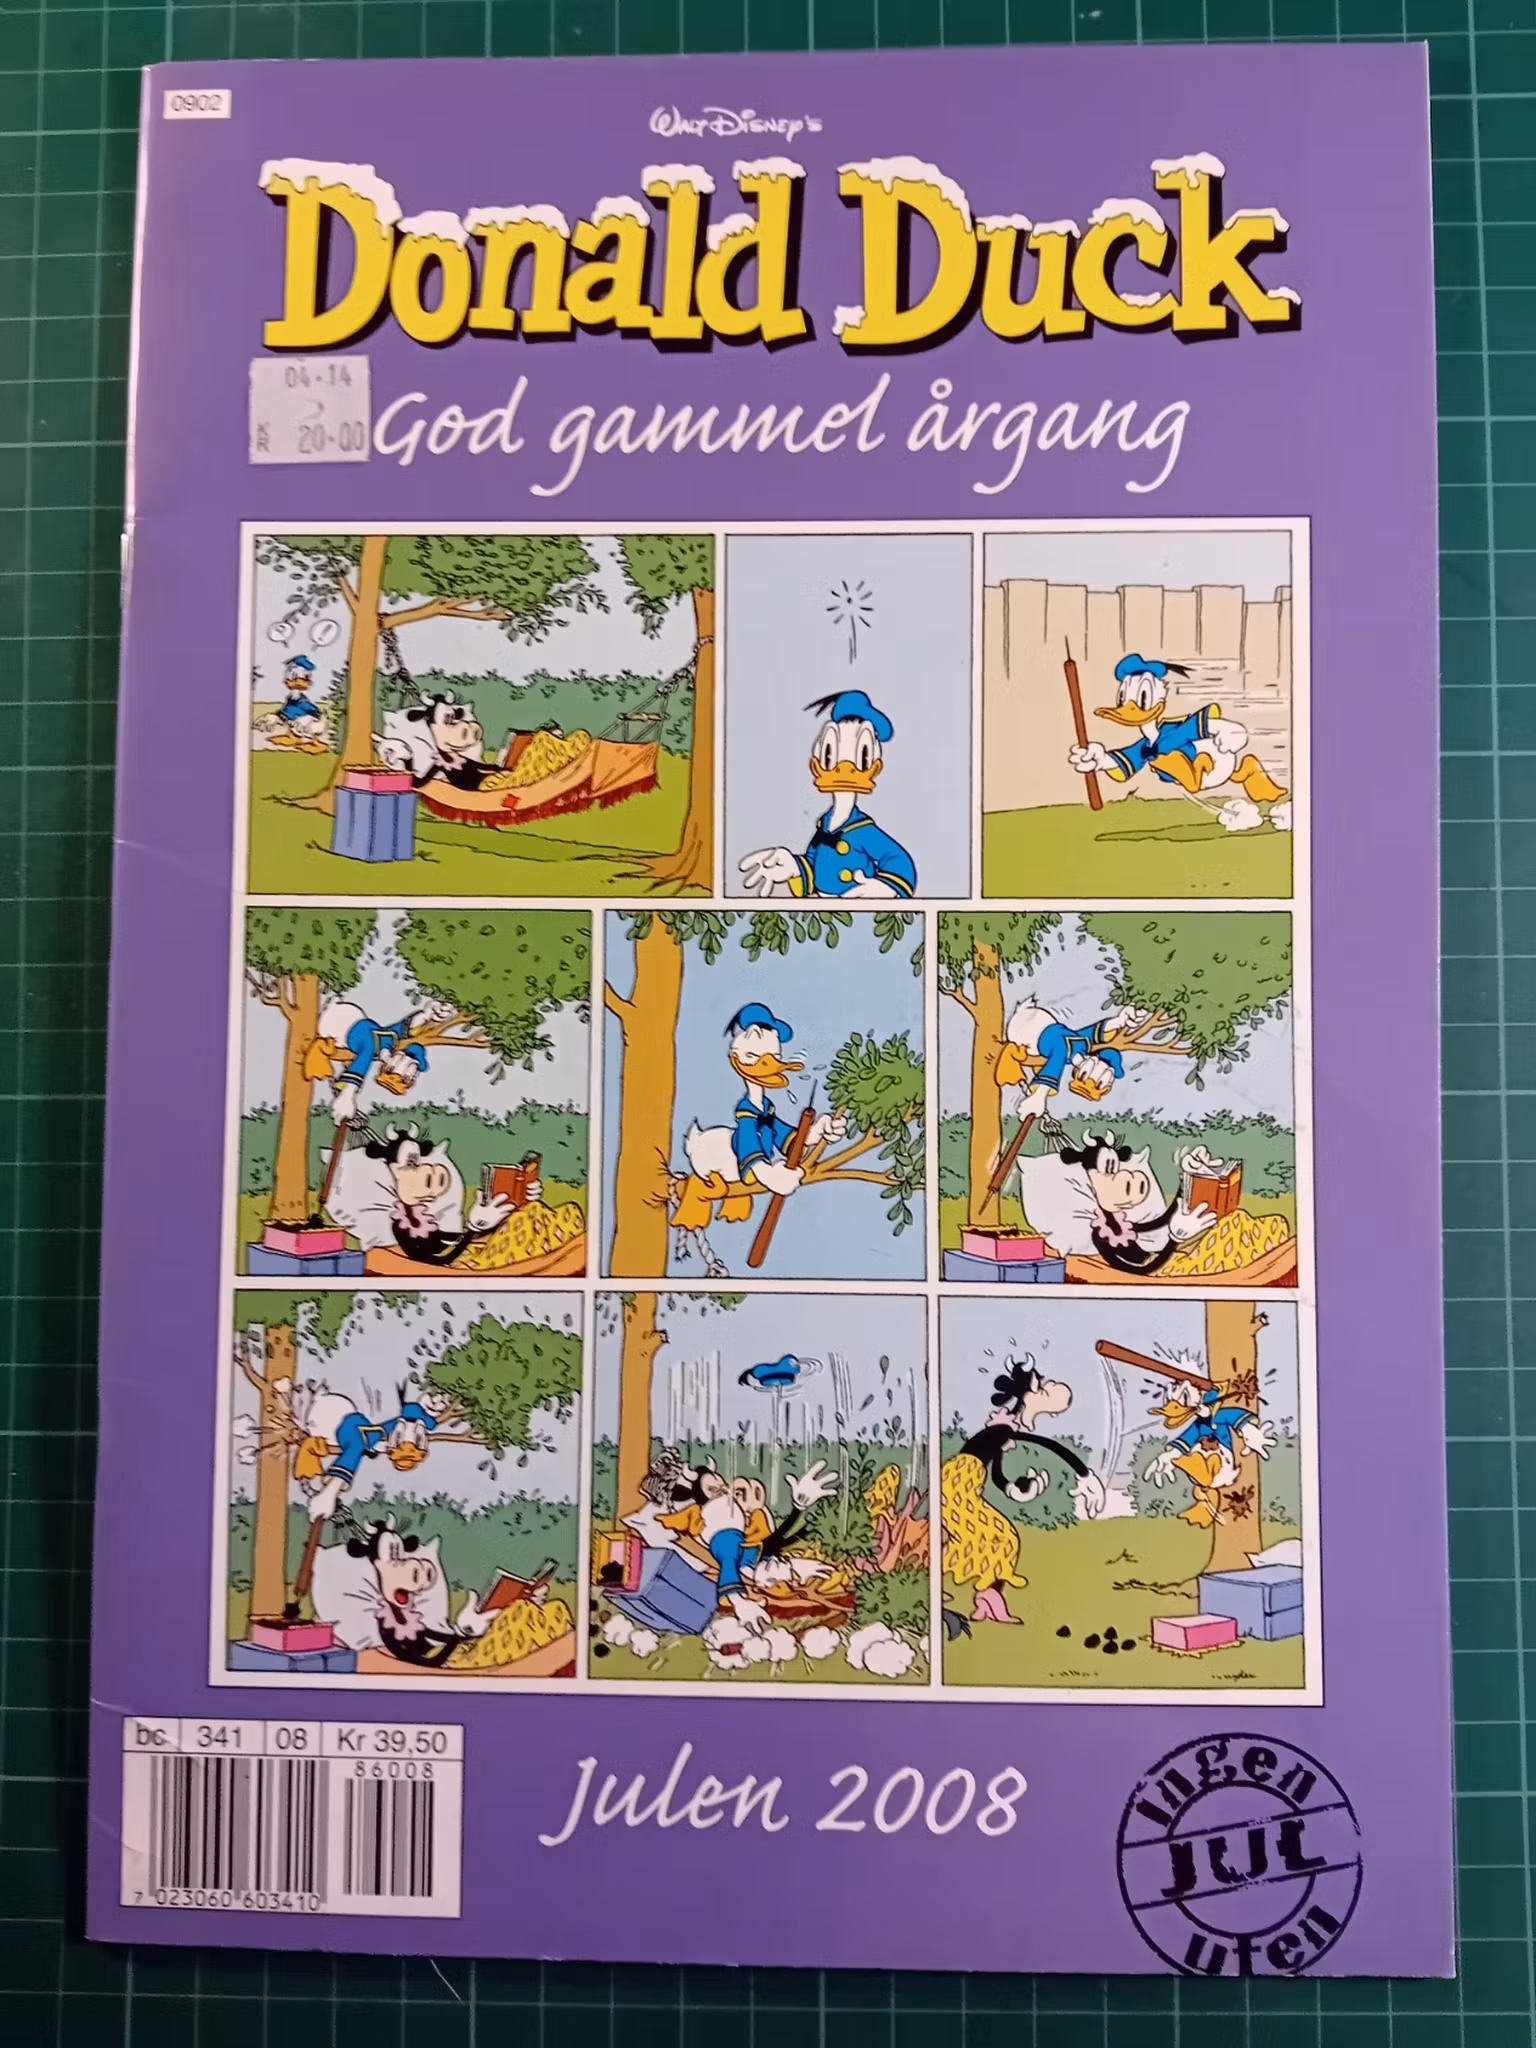 0902
Walt Disney's
Donald Duck
04·14
KR 20·00
God gammel årgang
?
!
bc 341 08 Kr 39,50
86008
7 023060 603410
Julen 2008
Ingen
JUL
uten